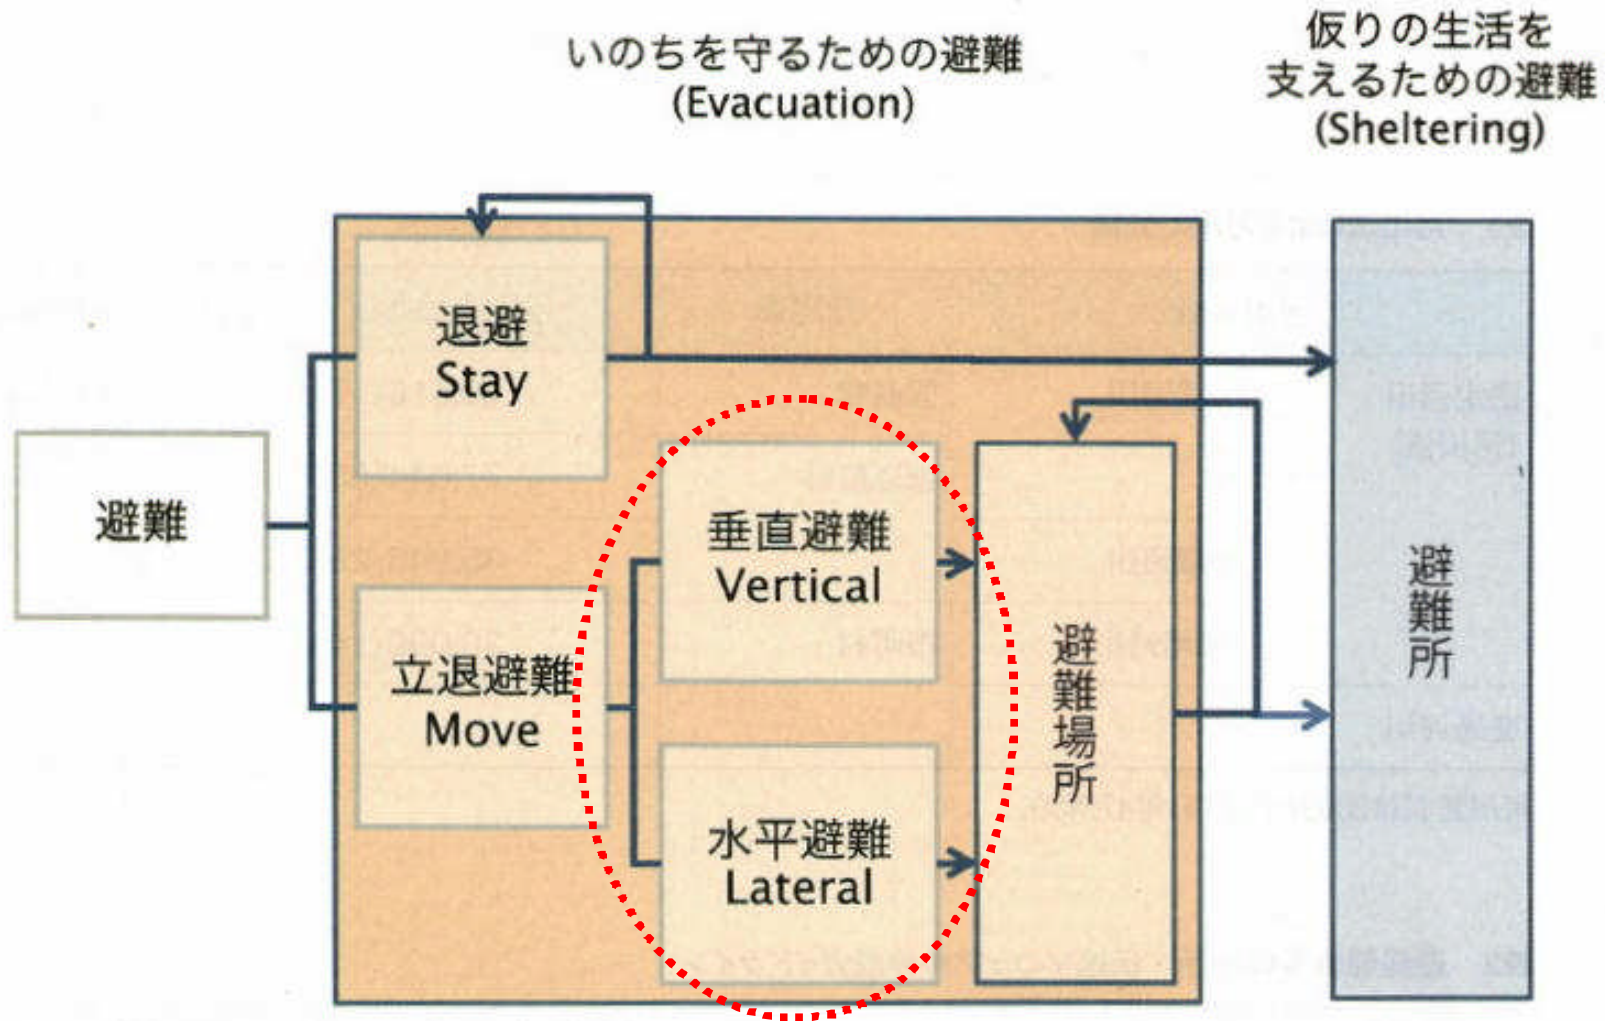 いのちを守るための避難
(Evacuation)
仮りの生活を
支えるための避難
(Sheltering)
退避
Stay
避難
立退避難
Move
垂直避難
Vertical
水平避難
Lateral
避難場所
避難所